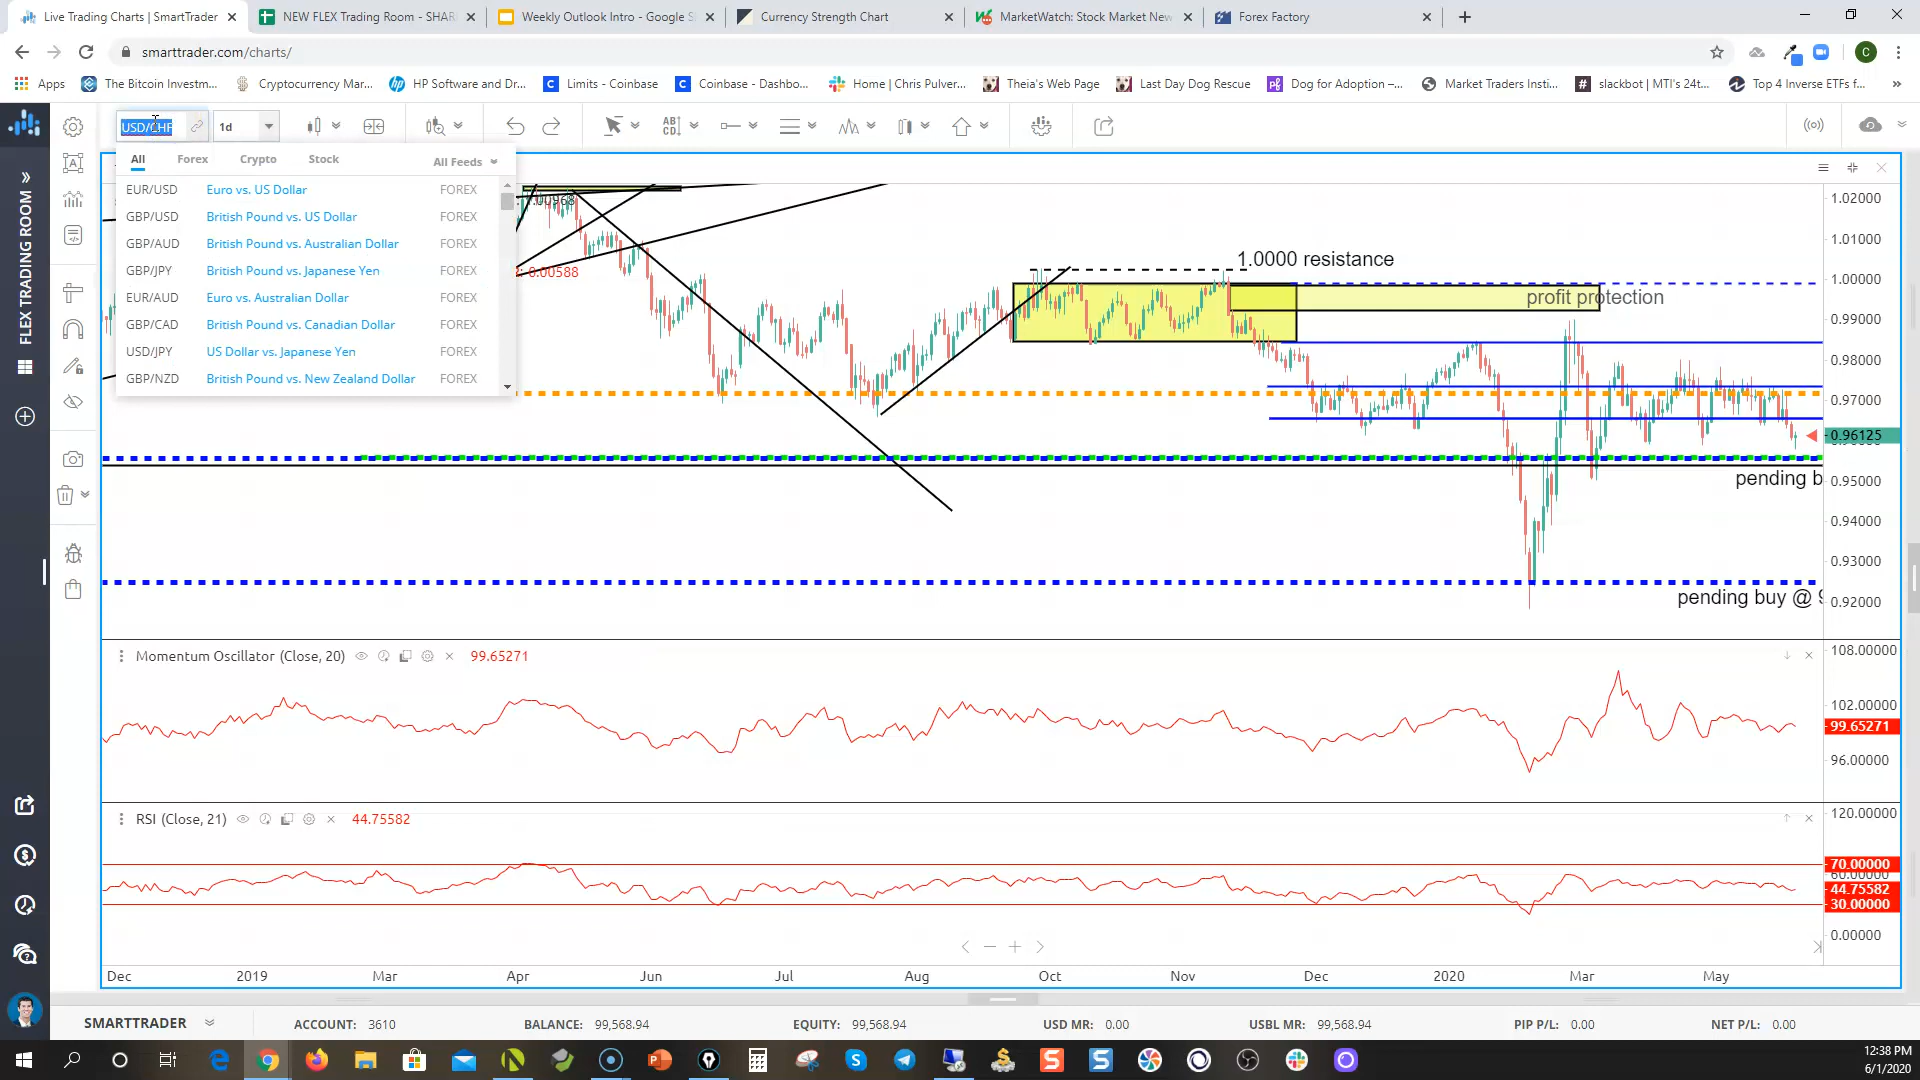 Live Trading Charts | SmartTrader
NEW FLEX Trading Room - SHAR
Weekly Outlook Intro - Google S
Currency Strength Chart
MarketWatch: Stock Market New
Forex Factory
smarttrader.com/charts/
C
Apps
The Bitcoin Investm...
Cryptocurrency Mar...
HP Software and Dr...
Limits - Coinbase
Coinbase - Dashbo...
Home | Chris Pulver...
Theia's Web Page
Last Day Dog Rescue
Dog for Adoption -...
Market Traders Insti...
slackbot | MTI's 24t...
Top 4 Inverse ETFs f...
USD/CHF
1d
All
Forex
Crypto
Stock
All Feeds
EUR/USD Euro vs. US Dollar FOREX
GBP/USD British Pound vs. US Dollar FOREX
GBP/AUD British Pound vs. Australian Dollar FOREX
GBP/JPY British Pound vs. Japanese Yen FOREX
EUR/AUD Euro vs. Australian Dollar FOREX
GBP/CAD British Pound vs. Canadian Dollar FOREX
USD/JPY US Dollar vs. Japanese Yen FOREX
GBP/NZD British Pound vs. New Zealand Dollar FOREX
FLEX TRADING ROOM
0.00588
1.0000 resistance
profit protection
pending b
pending buy @ 9
1.02000
1.01000
1.00000
0.99000
0.98000
0.97000
0.96125
0.95000
0.94000
0.93000
0.92000
Momentum Oscillator (Close, 20)
99.65271
108.00000
102.00000
99.65271
96.00000
RSI (Close, 21)
44.75582
120.00000
70.00000
60.00000
44.75582
30.00000
0.00000
Dec
2019
Mar
Apr
Jun
Jul
Aug
Oct
Nov
Dec
2020
Mar
May
SMARTTRADER
ACCOUNT: 3610
BALANCE: 99,568.94
EQUITY: 99,568.94
USD MR: 0.00
USBL MR: 99,568.94
PIP P/L: 0.00
NET P/L: 0.00
12:38 PM
6/1/2020